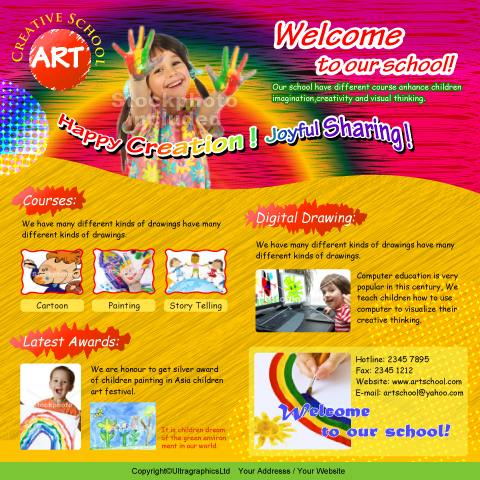 CREATIVE SCHOOL
ART
Welcome
to our school!
Our school have different course enhance children
imagination,creativity and visual thinking.
Stockphoto
Happy Creation! Joyful Sharing!
Courses:
We have many different kinds of drawings have many
different kinds of drawings.
Cartoon
Painting
Story Telling
Digital Drawing:
We have many different kinds of drawings have many
different kinds of drawings.
Computer education is very
popular in this century, We
teach children how to use
computer to visualize their
creative thinking.
Latest Awards:
We are honour to get silver award
of children painting in Asia children
art festival.
It is children dream
of the green environ
ment in our world.
Hotline: 2345 7895
Fax: 2345 1212
Website: www.artschool.com
E-mail: artschool@yahoo.com
Welcome
to our school!
Copyright©UltragraphicsLtd Your Addresss / Your Website